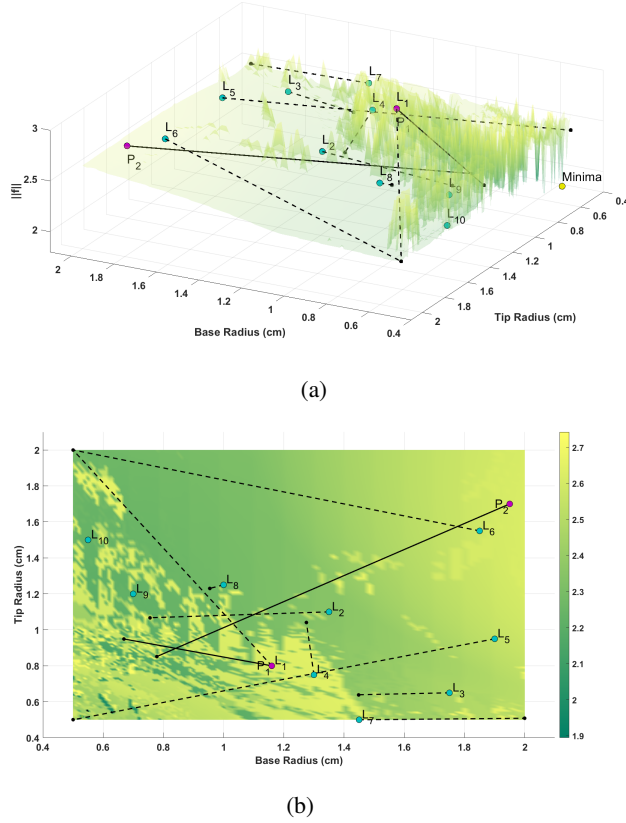 L7
L3
L1
L5
L4
P1
L6
L2
P2
L8
L9
Minima
L10
3
2.5
2
||f||
2
1.8
1.6
1.4
1.2
1
0.8
0.6
0.4
Base Radius (cm)
0.4
0.6
0.8
1
1.2
1.4
1.6
1.8
2
Tip Radius (cm)
(a)
2
1.8
1.6
1.4
1.2
1
0.8
0.6
0.4
Tip Radius (cm)
P2
L6
L10
L8
L9
L2
L5
P1
L1
L4
L3
L7
0.4
0.6
0.8
1
1.2
1.4
1.6
1.8
2
Base Radius (cm)
2.7
2.6
2.5
2.4
2.3
2.2
2.1
2
1.9
(b)